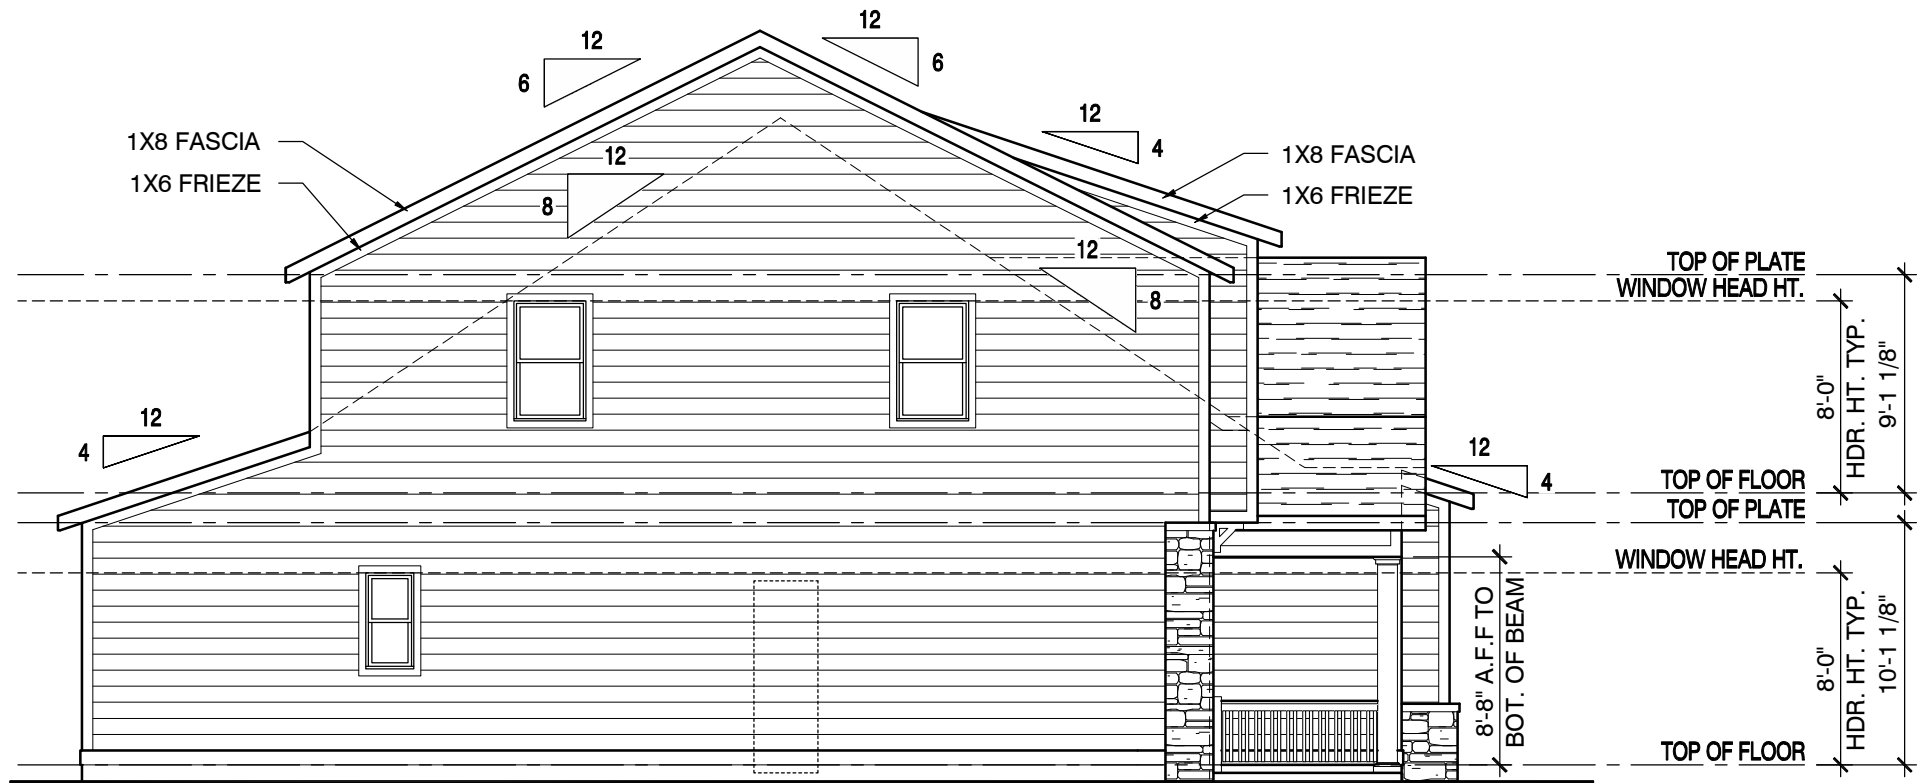 12
6
12
6
12
4
1X8 FASCIA
1X6 FRIEZE
12
8
1X8 FASCIA
1X6 FRIEZE
12
8
TOP OF PLATE
WINDOW HEAD HT.
8'-0"
HDR. HT. TYP.
9'-1 1/8"
12
4
12
4
TOP OF FLOOR
TOP OF PLATE
WINDOW HEAD HT.
8'-8" A.F.F TO
BOT. OF BEAM
8'-0"
HDR. HT. TYP.
10'-1 1/8"
TOP OF FLOOR